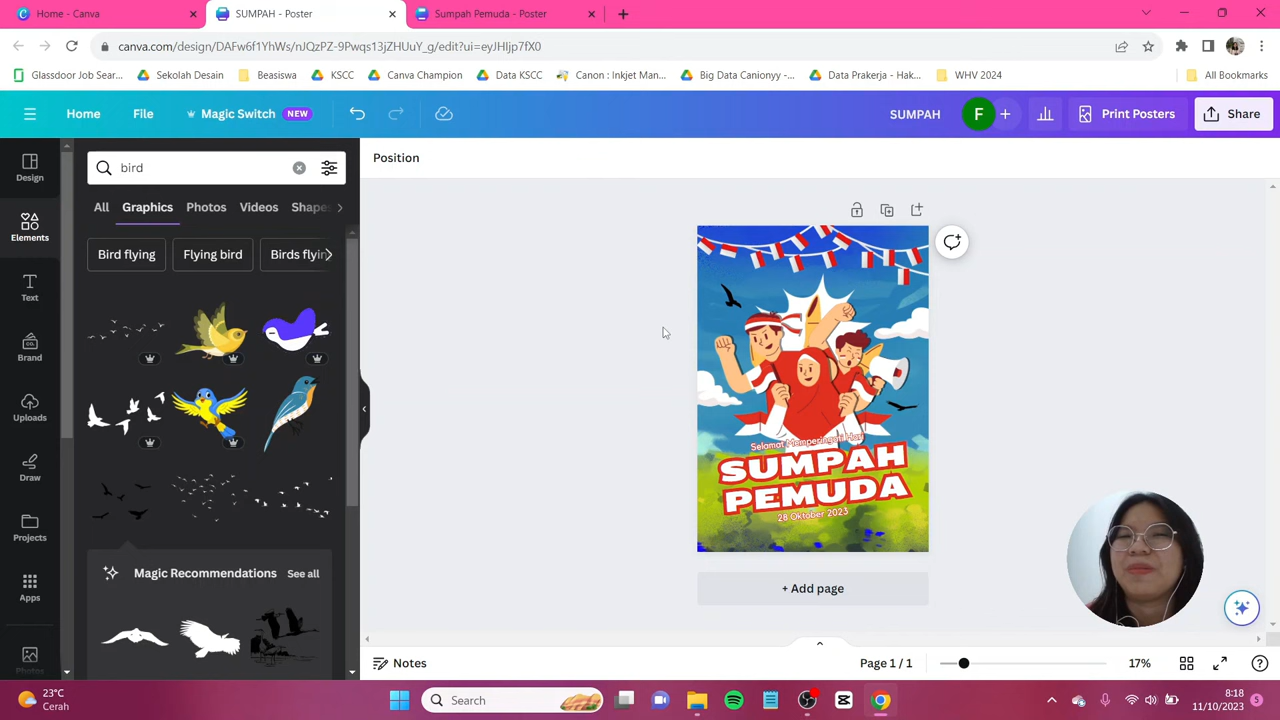 Home - Canva
SUMPAH - Poster
Sumpah Pemuda - Poster
canva.com/design/DAFw6f1YhWs/nJQzPZ-9Pwqs13jZHUuY_g/edit?ui=eyJHIjp7fX0
Glassdoor Job Sear...
Sekolah Desain
Beasiswa
KSCC
Canva Champion
Data KSCC
Canon : Inkjet Man...
Big Data Canionyy -...
Data Prakerja - Hak...
WHV 2024
All Bookmarks
Home
File
Magic Switch NEW
SUMPAH
F
Print Posters
Share
Design
Elements
Text
Brand
Uploads
Draw
Projects
Apps
Photos
bird
All
Graphics
Photos
Videos
Shapes
Bird flying
Flying bird
Birds flyin
Magic Recommendations
See all
Position
Selamat Memperingati Hari
SUMPAH
PEMUDA
28 Oktober 2023
+ Add page
Notes
Page 1 / 1
17%
23°C
Cerah
Search
8:18
11/10/2023
5